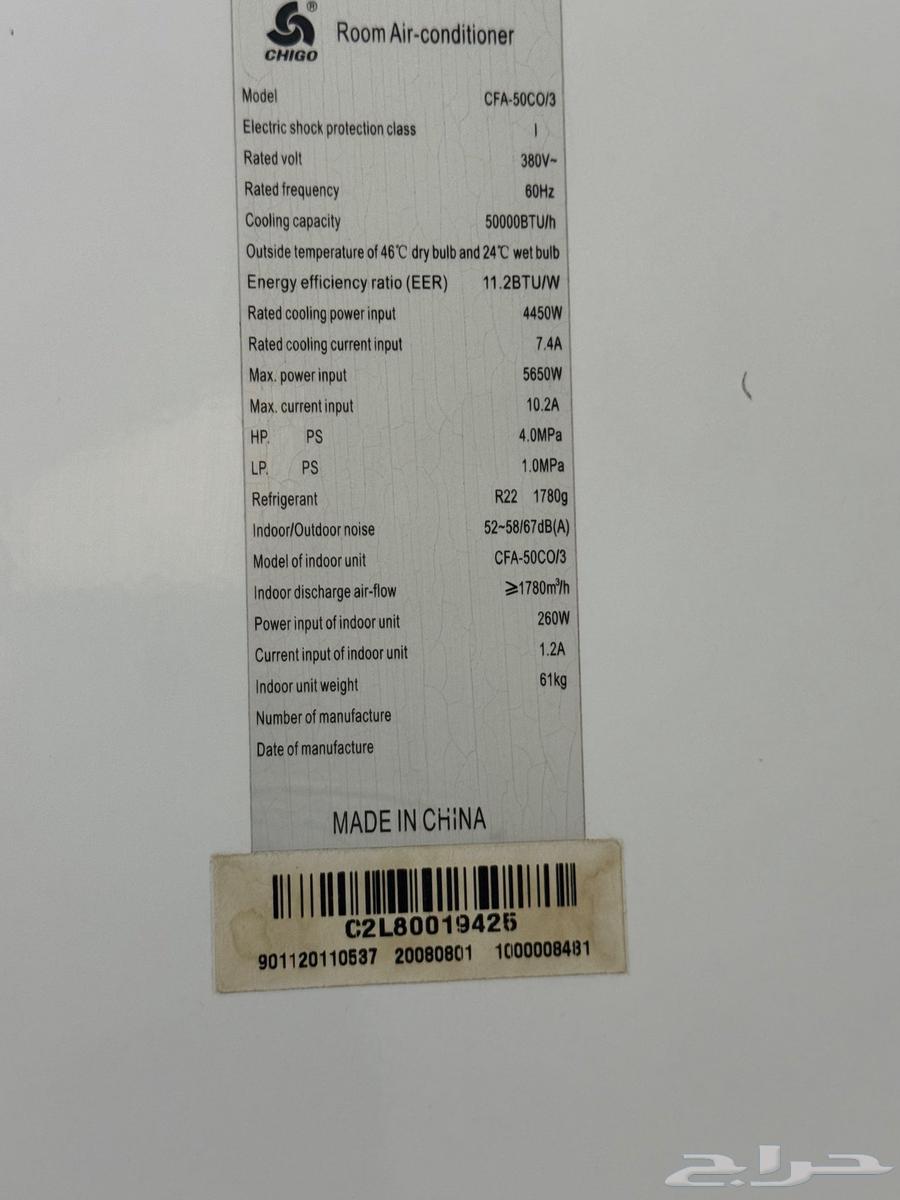 ®
CHIGO
Room Air-conditioner
Model CFA-50CO/3
Electric shock protection class I
Rated volt 380V~
Rated frequency 60Hz
Cooling capacity 50000BTU/h
Outside temperature of 46℃ dry bulb and 24℃ wet bulb
Energy efficiency ratio (EER) 11.2BTU/W
Rated cooling power input 4450W
Rated cooling current input 7.4A
Max. power input 5650W
Max. current input 10.2A
HP. PS 4.0MPa
LP. PS 1.0MPa
Refrigerant R22 1780g
Indoor/Outdoor noise 52~58/67dB(A)
Model of indoor unit CFA-50CO/3
Indoor discharge air-flow ≥1780m³/h
Power input of indoor unit 260W
Current input of indoor unit 1.2A
Indoor unit weight 61kg
Number of manufacture
Date of manufacture
MADE IN CHINA
C2L80019425
901120110537 20080801 1000008481
حراج